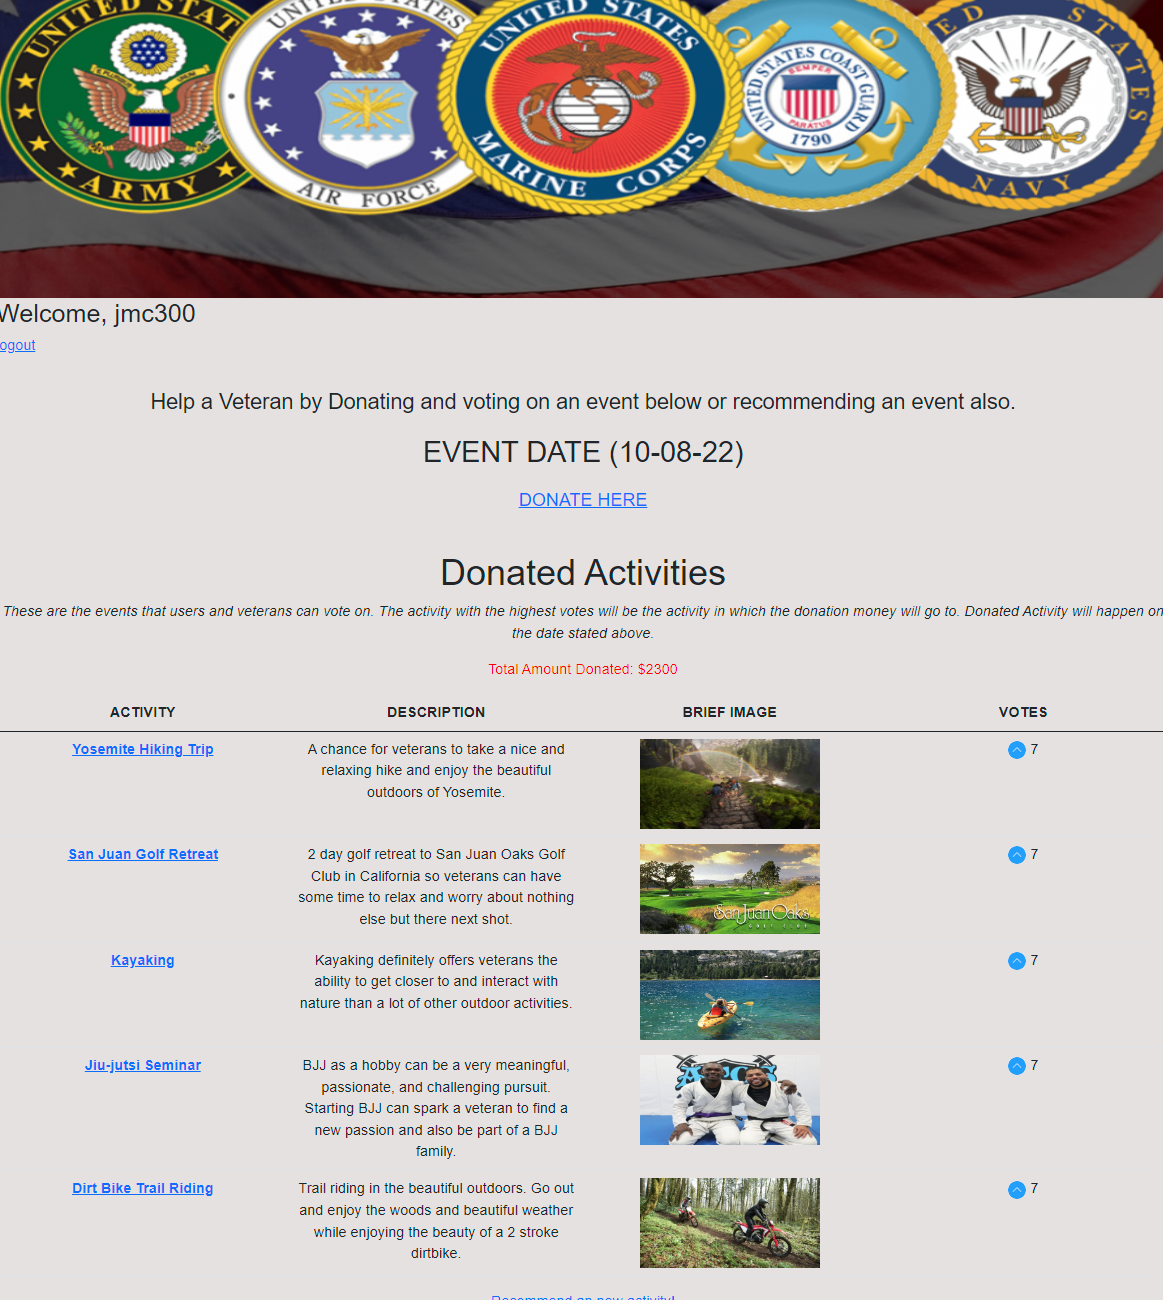 UNITED STATES
ARMY
UNITED STATES
AIR FORCE
UNITED STATES
MARINE CORPS
UNITED STATES COAST GUARD
SEMPER
PARATUS
1790
ED STATES
NAVY
Welcome, jmc300
ogout
Help a Veteran by Donating and voting on an event below or recommending an event also.
EVENT DATE (10-08-22)
DONATE HERE
Donated Activities
These are the events that users and veterans can vote on. The activity with the highest votes will be the activity in which the donation money will go to. Donated Activity will happen on
the date stated above.
Total Amount Donated: $2300
ACTIVITY DESCRIPTION BRIEF IMAGE VOTES
Yosemite Hiking Trip
A chance for veterans to take a nice and
relaxing hike and enjoy the beautiful
outdoors of Yosemite.
7
San Juan Golf Retreat
2 day golf retreat to San Juan Oaks Golf
Club in California so veterans can have
some time to relax and worry about nothing
else but there next shot.
San Juan Oaks
GOLF CLUB
7
Kayaking
Kayaking definitely offers veterans the
ability to get closer to and interact with
nature than a lot of other outdoor activities.
7
Jiu-jutsi Seminar
BJJ as a hobby can be a very meaningful,
passionate, and challenging pursuit.
Starting BJJ can spark a veteran to find a
new passion and also be part of a BJJ
family.
7
Dirt Bike Trail Riding
Trail riding in the beautiful outdoors. Go out
and enjoy the woods and beautiful weather
while enjoying the beauty of a 2 stroke
dirtbike.
7
Recommend an new activity!